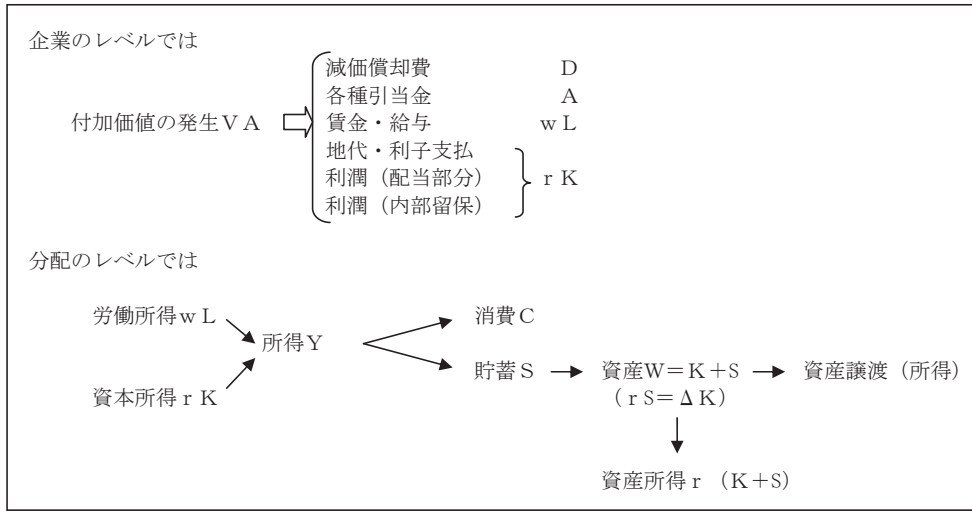 企業のレベルでは
減価償却費 D
各種引当金 A
付加価値の発生VA 賃金・給与 wL
地代・利子支払
利潤（配当部分） rK
利潤（内部留保）
分配のレベルでは
労働所得wL 消費C
所得Y
資本所得rK 貯蓄S 資産W＝K＋S 資産譲渡（所得）
（rS＝ΔK）
資産所得r（K＋S）